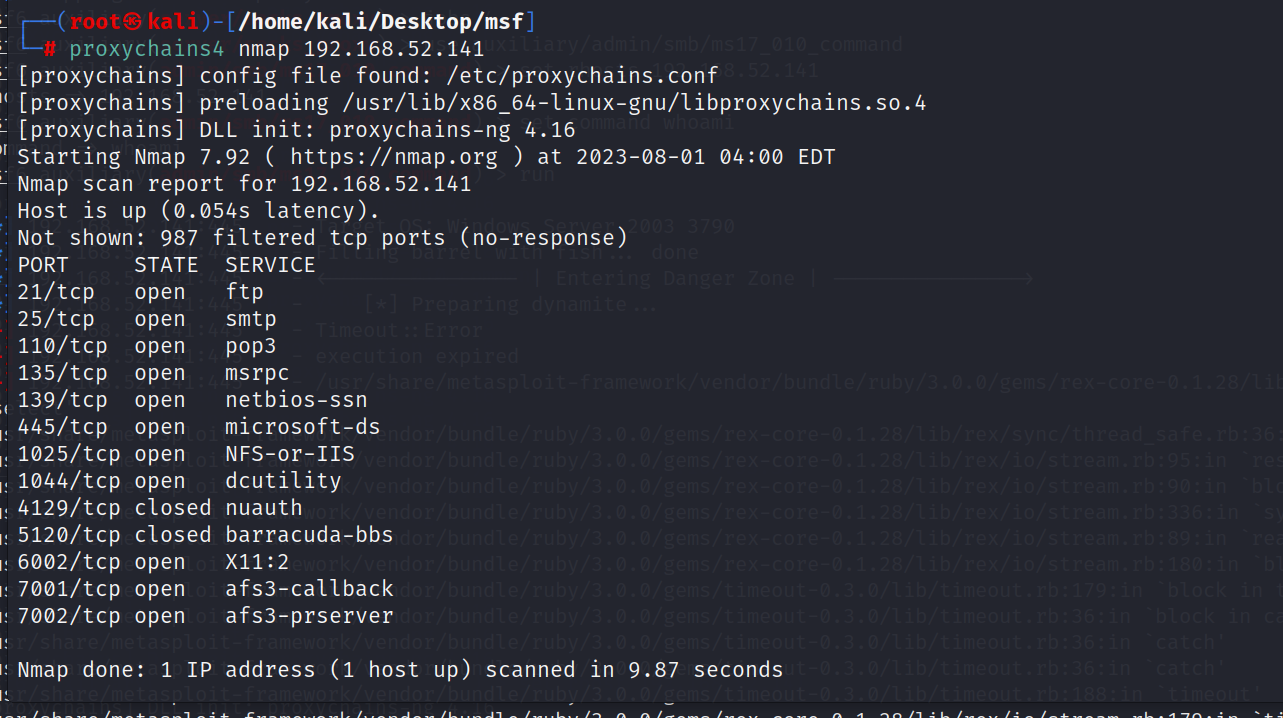 ┌──(root㉿kali)-[/home/kali/Desktop/msf]
└─# proxychains4 nmap 192.168.52.141
[proxychains] config file found: /etc/proxychains.conf
[proxychains] preloading /usr/lib/x86_64-linux-gnu/libproxychains.so.4
[proxychains] DLL init: proxychains-ng 4.16
Starting Nmap 7.92 ( https://nmap.org ) at 2023-08-01 04:00 EDT
Nmap scan report for 192.168.52.141
Host is up (0.054s latency).
Not shown: 987 filtered tcp ports (no-response)
PORT     STATE  SERVICE
21/tcp   open   ftp
25/tcp   open   smtp
110/tcp  open   pop3
135/tcp  open   msrpc
139/tcp  open   netbios-ssn
445/tcp  open   microsoft-ds
1025/tcp open   NFS-or-IIS
1044/tcp open   dcutility
4129/tcp closed nuauth
5120/tcp closed barracuda-bbs
6002/tcp open   X11:2
7001/tcp open   afs3-callback
7002/tcp open   afs3-prserver
Nmap done: 1 IP address (1 host up) scanned in 9.87 seconds